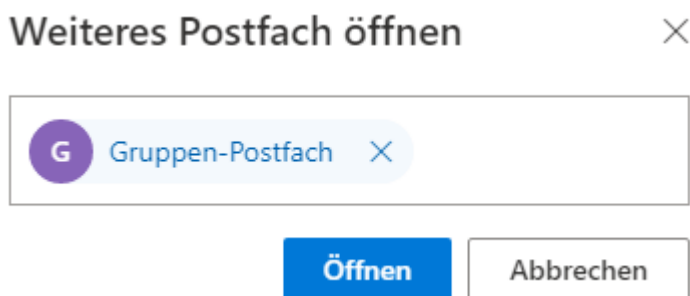 Weiteres Postfach öffnen
G Gruppen-Postfach
Öffnen Abbrechen